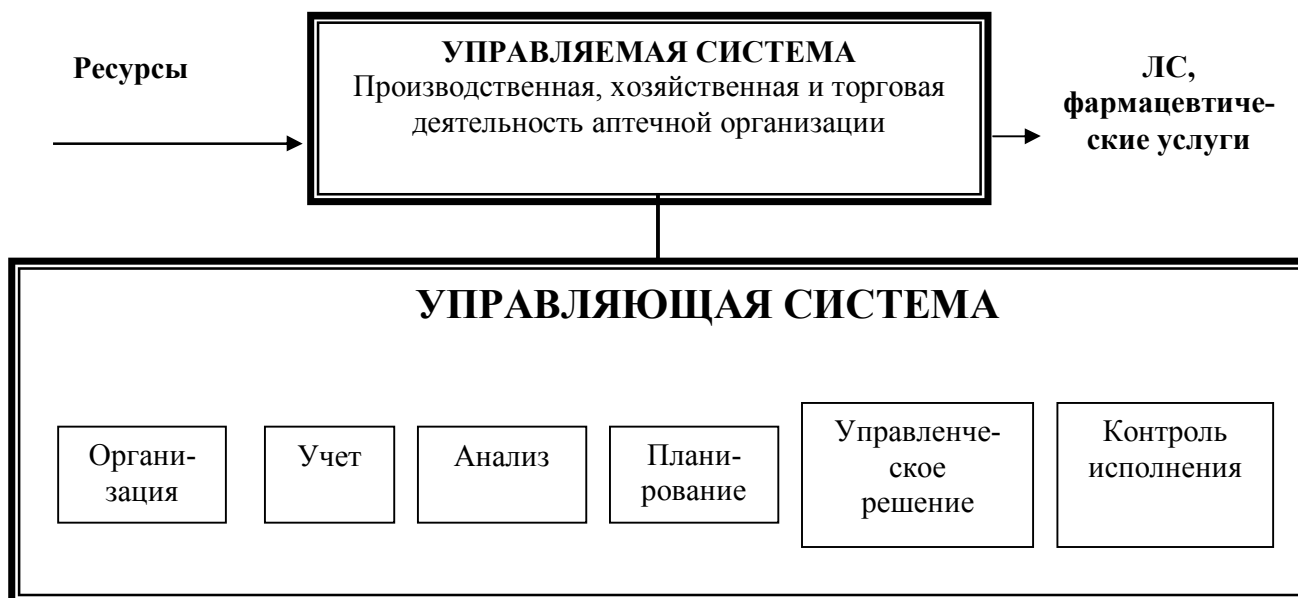 Ресурсы
УПРАВЛЯЕМАЯ СИСТЕМА
Производственная, хозяйственная и торговая
деятельность аптечной организации
ЛС,
фармацевтиче-
ские услуги
УПРАВЛЯЮЩАЯ СИСТЕМА
Органи-
зация
Учет
Анализ
Плани-
рование
Управленче-
ское
решение
Контроль
исполнения